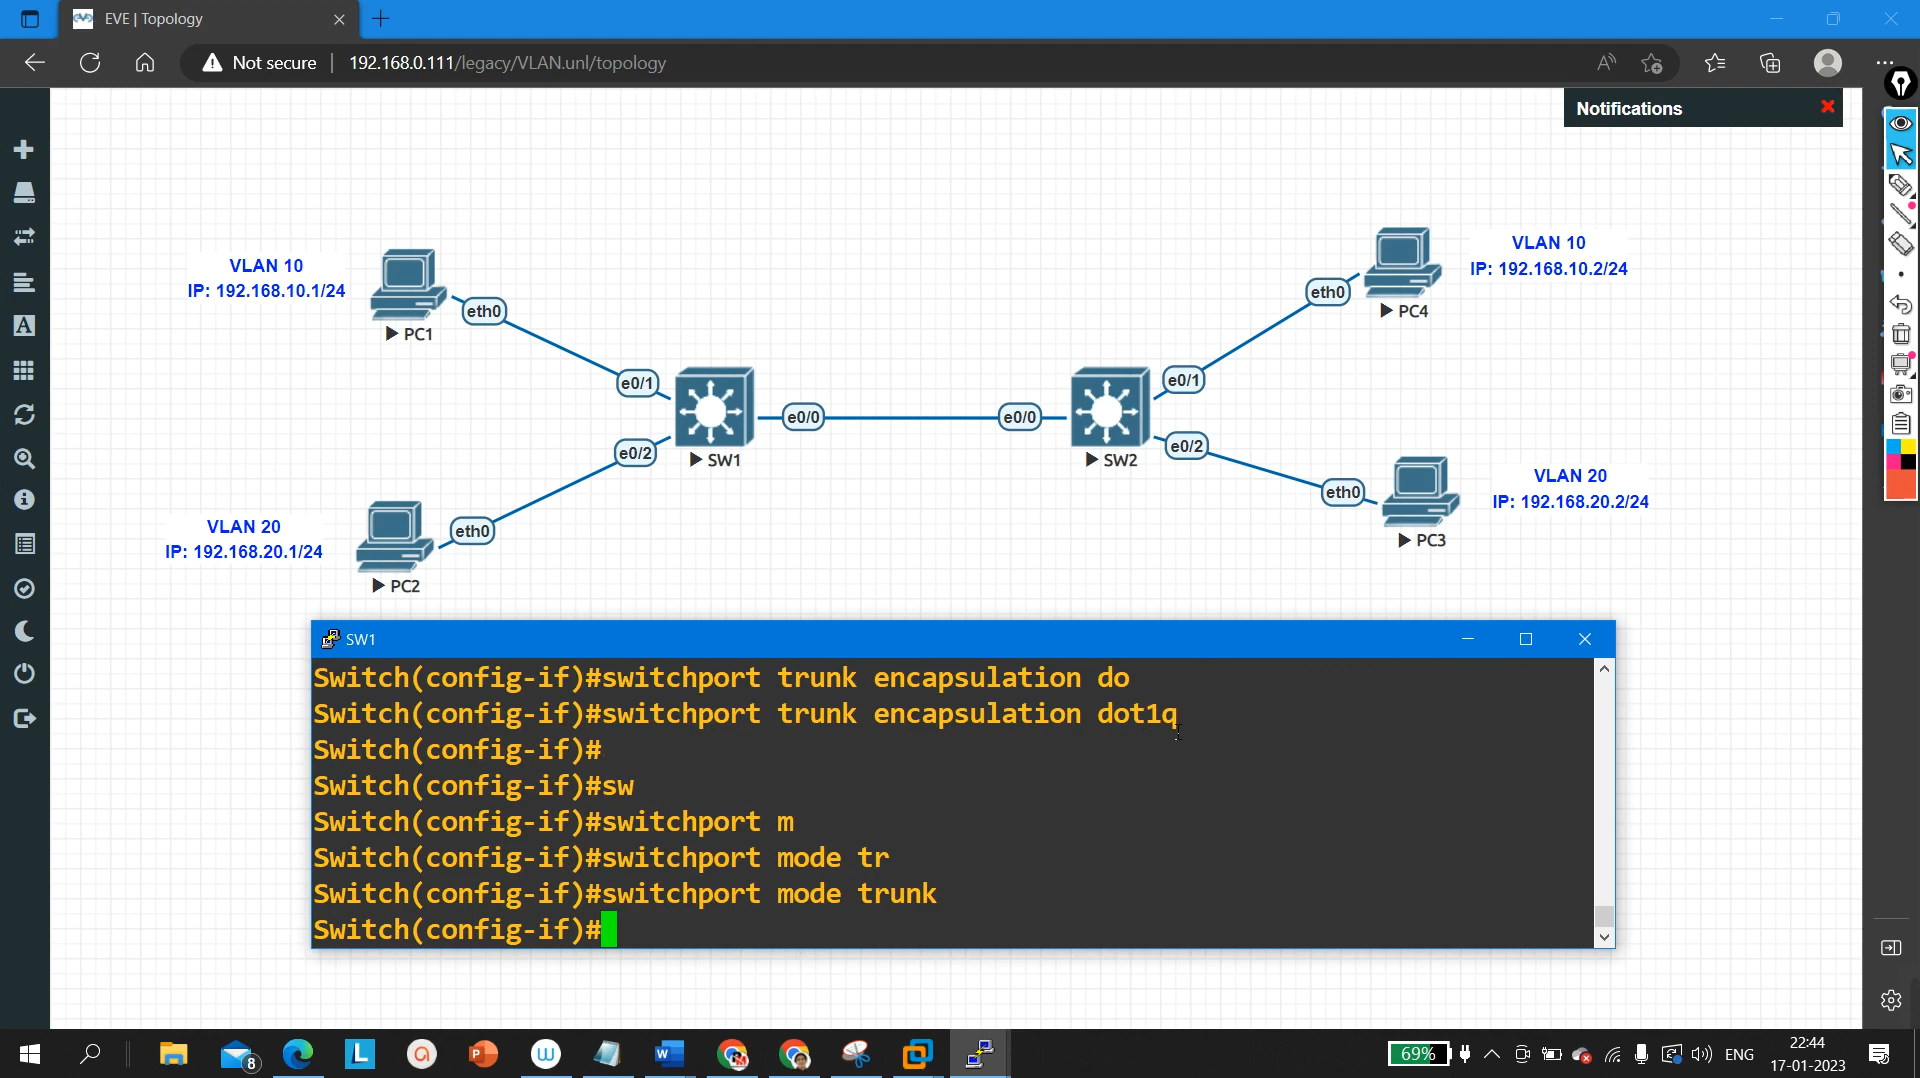 EVE | Topology
Not secure
192.168.0.111/legacy/VLAN.unl/topology
Notifications
VLAN 10
IP: 192.168.10.1/24
PC1
eth0
e0/1
VLAN 10
IP: 192.168.10.2/24
PC4
eth0
e0/1
SW1
e0/0
e0/0
SW2
e0/2
e0/2
VLAN 20
IP: 192.168.20.1/24
PC2
eth0
VLAN 20
IP: 192.168.20.2/24
PC3
eth0
SW1
Switch(config-if)#switchport trunk encapsulation do
Switch(config-if)#switchport trunk encapsulation dot1q
Switch(config-if)#
Switch(config-if)#sw
Switch(config-if)#switchport m
Switch(config-if)#switchport mode tr
Switch(config-if)#switchport mode trunk
Switch(config-if)#
8
69%
ENG
22:44
17-01-2023